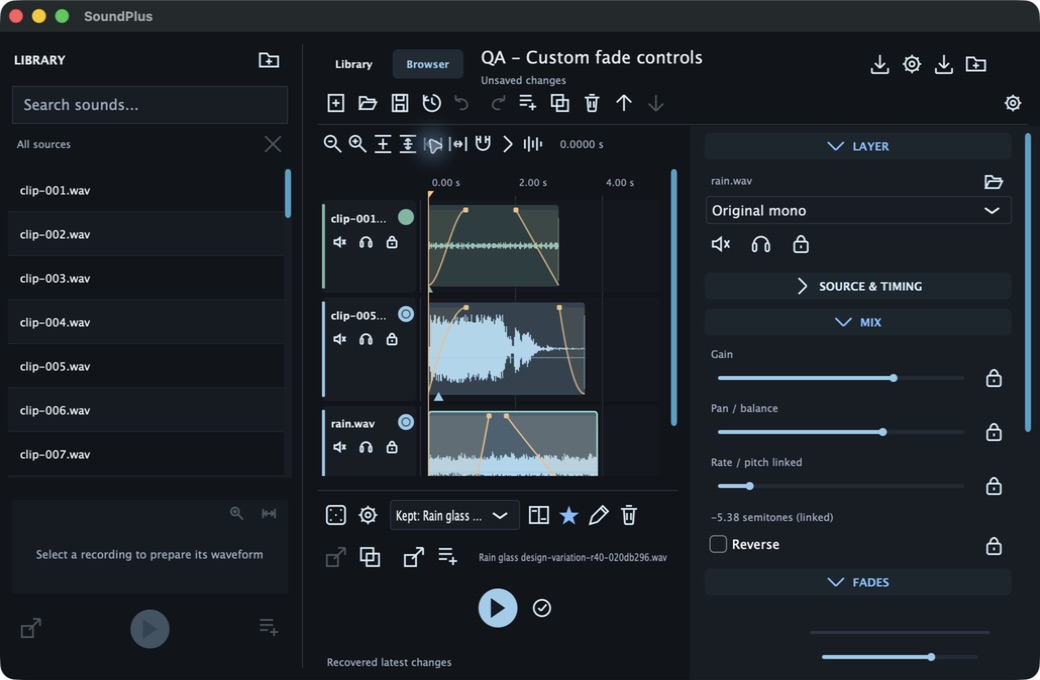 SoundPlus
LIBRARY
Search sounds...
All sources
clip-001.wav
clip-002.wav
clip-003.wav
clip-004.wav
clip-005.wav
clip-006.wav
clip-007.wav
Select a recording to prepare its waveform
Library
Browser
QA – Custom fade controls
Unsaved changes
0.0000 s
0.00 s
2.00 s
4.00 s
clip-001...
clip-005...
rain.wav
Kept: Rain glass ...
Rain glass design-variation-r40-020db296.wav
Recovered latest changes
LAYER
rain.wav
Original mono
SOURCE & TIMING
MIX
Gain
Pan / balance
Rate / pitch linked
−5.38 semitones (linked)
Reverse
FADES